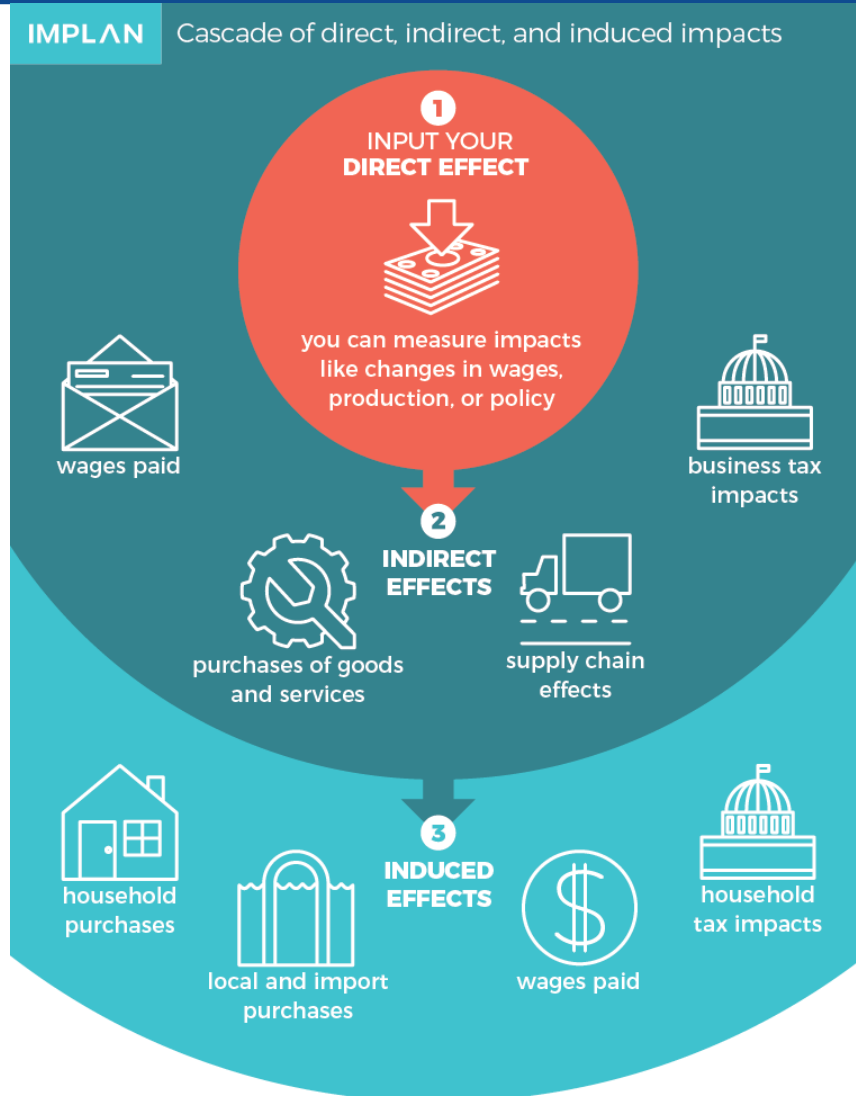 IMPLAN
Cascade of direct, indirect, and induced impacts
1
INPUT YOUR
DIRECT EFFECT
you can measure impacts
like changes in wages,
production, or policy
wages paid
business tax
impacts
2
INDIRECT
EFFECTS
purchases of goods
and services
supply chain
effects
3
INDUCED
EFFECTS
household
purchases
local and import
purchases
$
wages paid
household
tax impacts